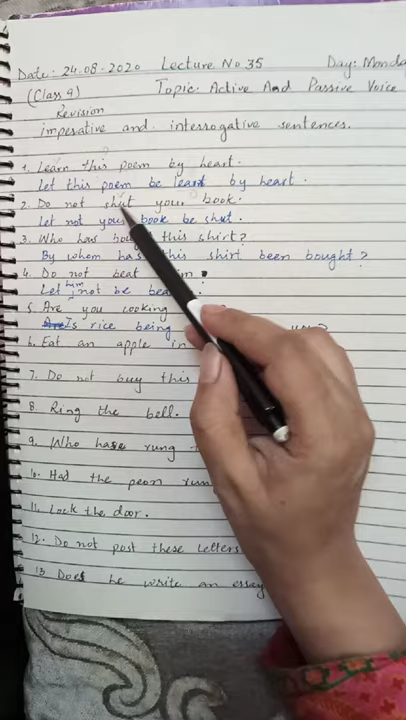 Date: 24.08-2020 Lecture No 35 Day: Monda
(Class 9) Topic: Active And Passive Voice
Revision
imperative and interrogative sentences.
1. Learn this poem by heart.
Let this poem be learnt by heart.
2. Do not shut your book.
Let not your book be shut.
3. Who has this shirt?
By whom has this shirt been bought?
4. Do not beat
Let him not be
5. Are you cooking
Is rice being
6. Eat an apple in
7. Do not buy this
8. Ring the bell.
9. Who has rung
10. Had the peon
11. Lock the door.
12. Do not post these letters
13 Does he write an essay